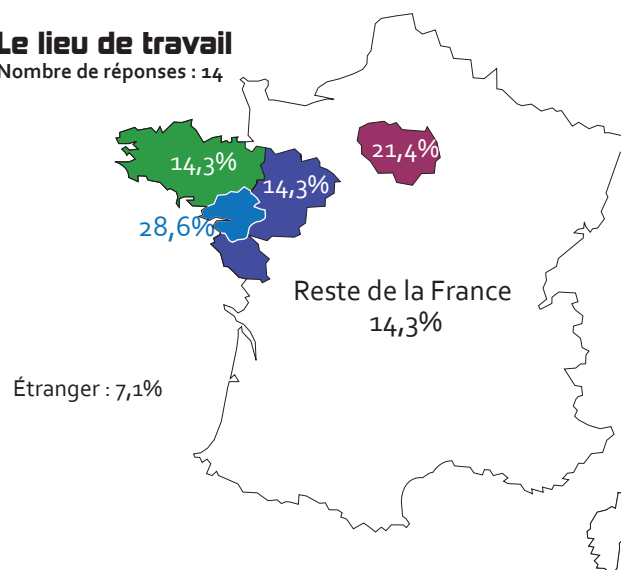 Le lieu de travail
Nombre de réponses : 14
14,3%
21,4%
14,3%
28,6%
Reste de la France
14,3%
Étranger : 7,1%